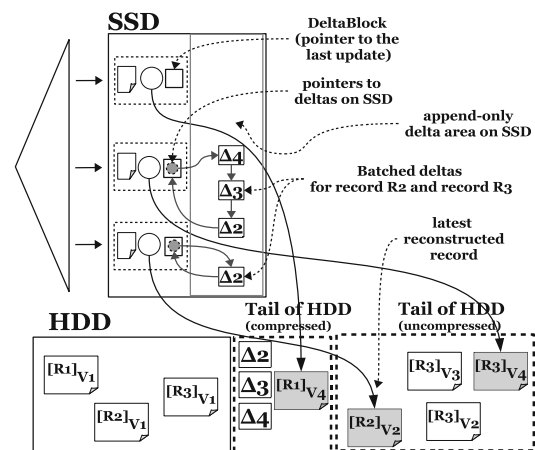 SSD
DeltaBlock
(pointer to the
last update)
pointers to
deltas on SSD
append-only
delta area on SSD
Δ4
Δ3
Δ2
Batched deltas
for record R2 and record R3
Δ2
latest
reconstructed
record
HDD
Tail of HDD
(compressed)
Tail of HDD
(uncompressed)
[R1]V1
[R2]V1
[R3]V1
Δ2
Δ3
Δ4
[R1]V4
[R3]V3
[R3]V4
[R2]V2
[R3]V2